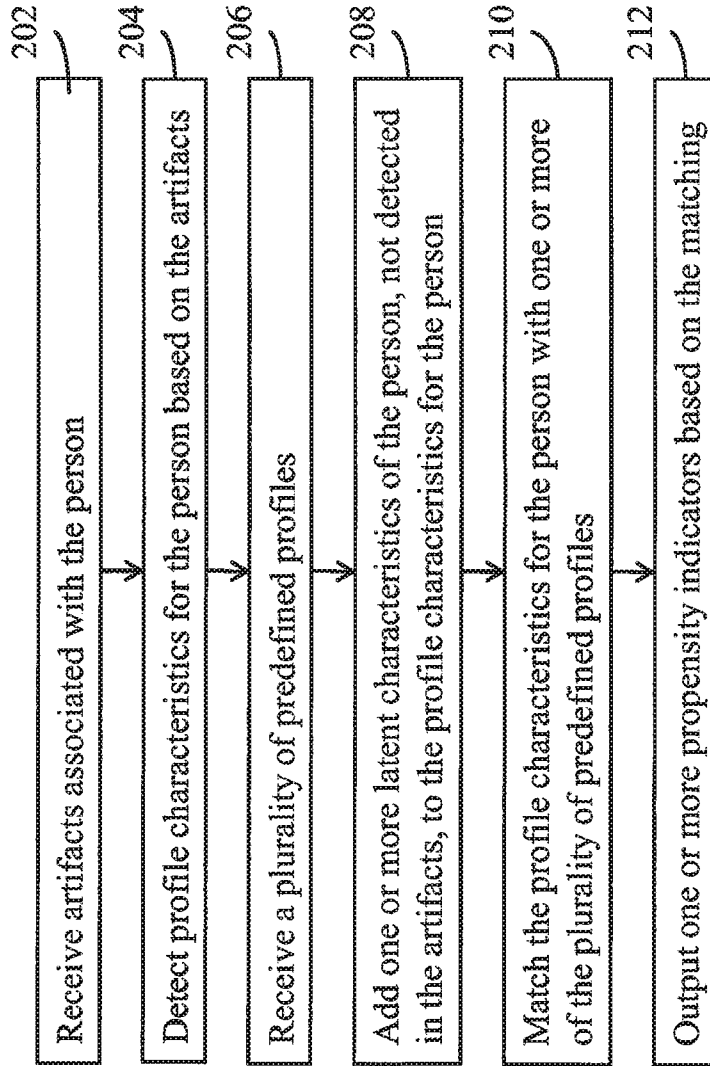 202
Receive artifacts associated with the person
204
Detect profile characteristics for the person based on the artifacts
206
Receive a plurality of predefined profiles
208
Add one or more latent characteristics of the person, not detected
in the artifacts, to the profile characteristics for the person
210
Match the profile characteristics for the person with one or more
of the plurality of predefined profiles
212
Output one or more propensity indicators based on the matching